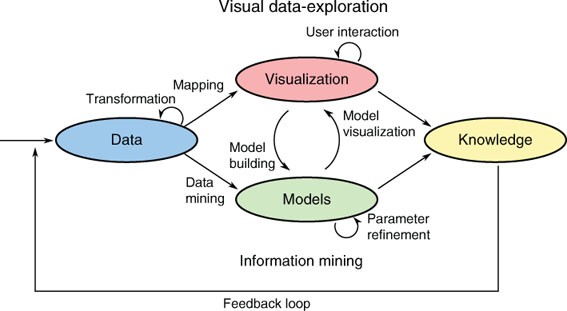 Visual data-exploration
User interaction
Visualization
Mapping
Transformation
Data
Model
building
Model
visualization
Knowledge
Data
mining
Models
Parameter
refinement
Information mining
Feedback loop